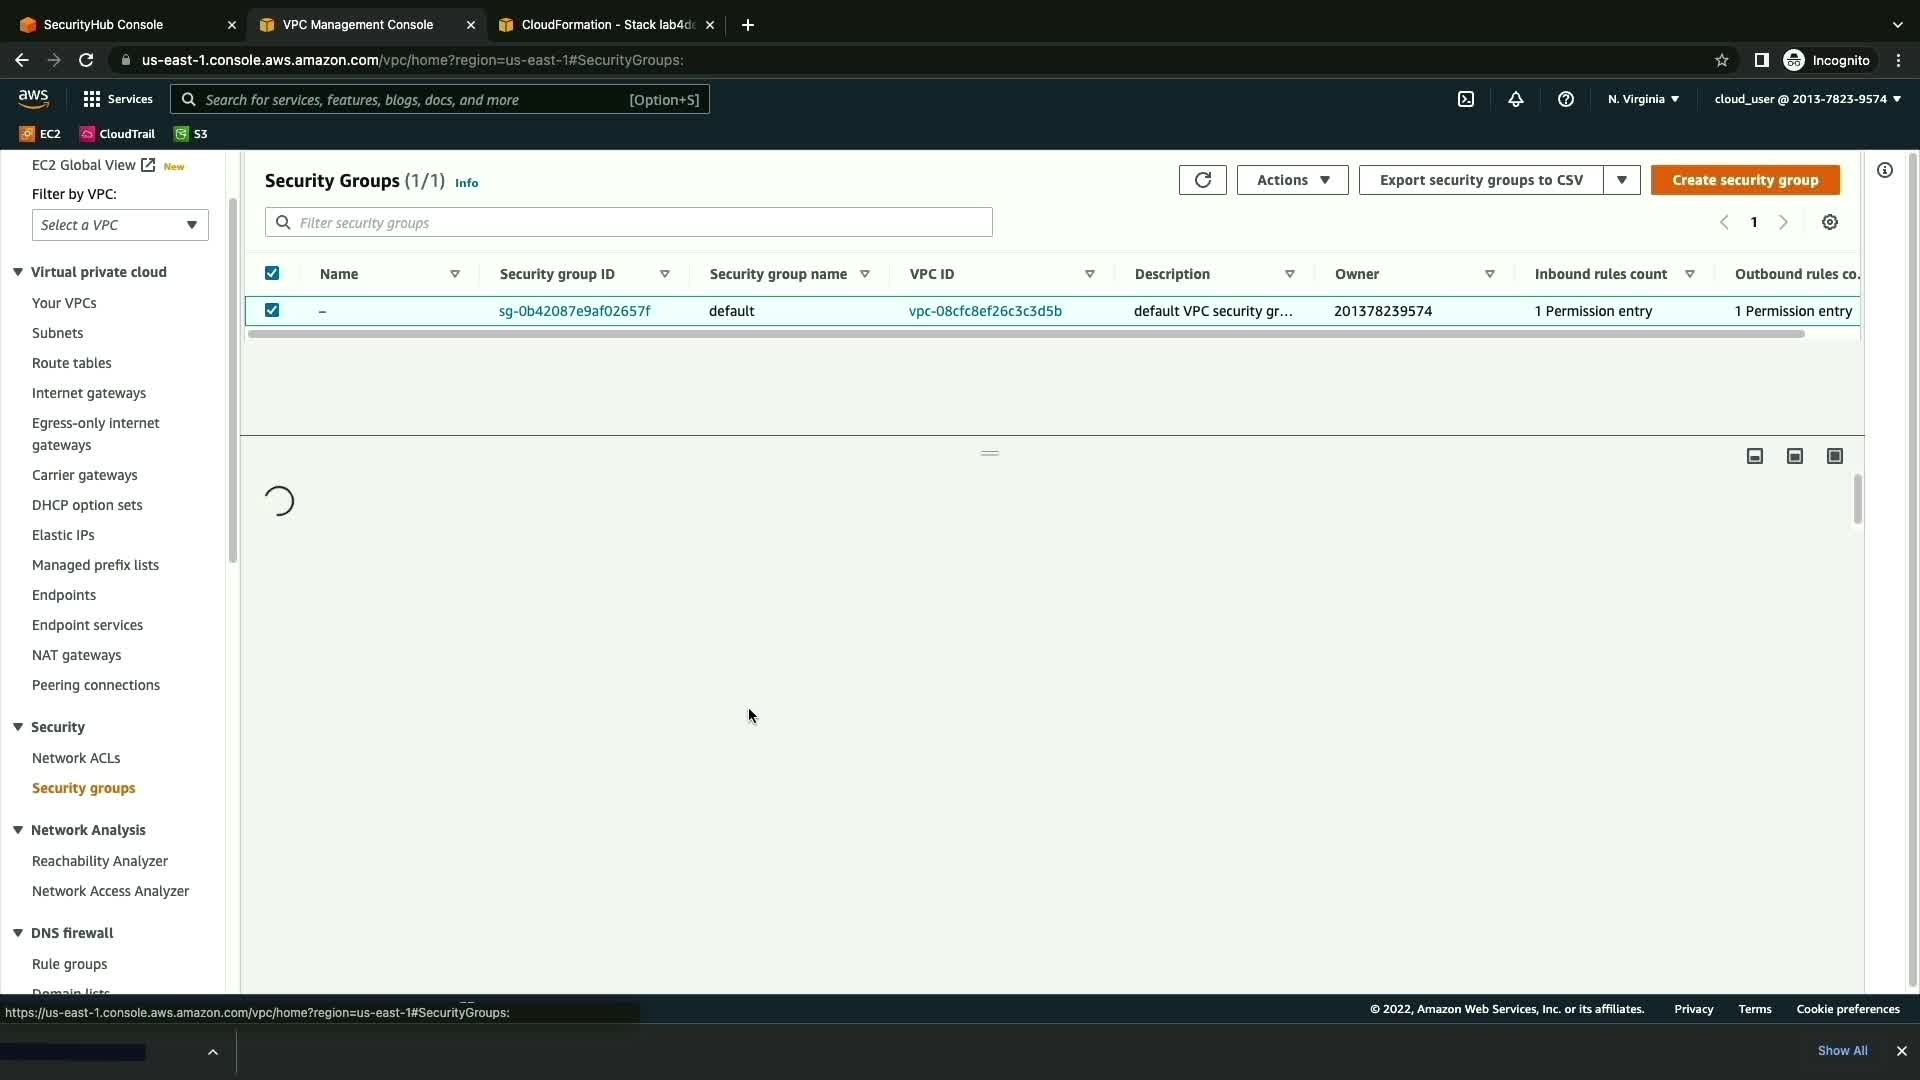 SecurityHub Console
VPC Management Console
CloudFormation - Stack lab4de
us-east-1.console.aws.amazon.com/vpc/home?region=us-east-1#SecurityGroups:
Incognito
aws
Services
Search for services, features, blogs, docs, and more
[Option+S]
N. Virginia
cloud_user @ 2013-7823-9574
EC2
CloudTrail
S3
EC2 Global View
New
Filter by VPC:
Select a VPC
Virtual private cloud
Your VPCs
Subnets
Route tables
Internet gateways
Egress-only internet
gateways
Carrier gateways
DHCP option sets
Elastic IPs
Managed prefix lists
Endpoints
Endpoint services
NAT gateways
Peering connections
Security
Network ACLs
Security groups
Network Analysis
Reachability Analyzer
Network Access Analyzer
DNS firewall
Rule groups
Domain lists
Security Groups (1/1)
Info
Actions
Export security groups to CSV
Create security group
Filter security groups
1
Name
Security group ID
Security group name
VPC ID
Description
Owner
Inbound rules count
Outbound rules co...
–
sg-0b42087e9af02657f
default
vpc-08cfc8ef26c3c3d5b
default VPC security gr...
201378239574
1 Permission entry
1 Permission entry
https://us-east-1.console.aws.amazon.com/vpc/home?region=us-east-1#SecurityGroups:
© 2022, Amazon Web Services, Inc. or its affiliates.
Privacy
Terms
Cookie preferences
Show All